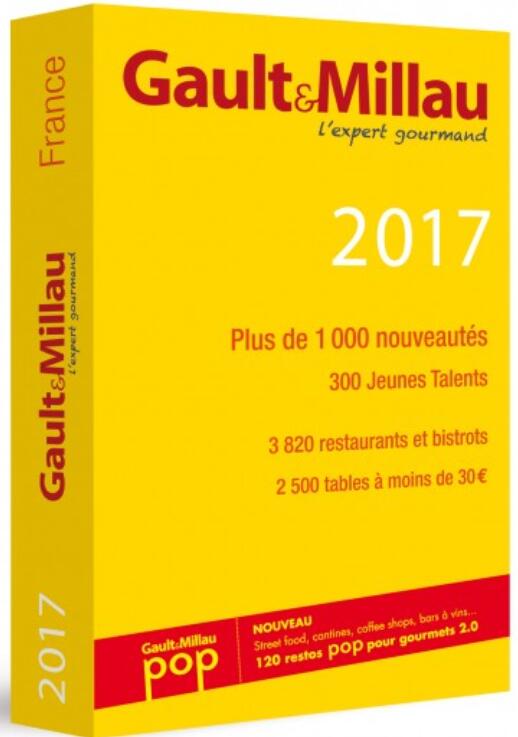 France
Gault&Millau
l'expert gourmand
2017
Gault&Millau
l'expert gourmand
2017
Plus de 1 000 nouveautés
300 Jeunes Talents
3 820 restaurants et bistrots
2 500 tables à moins de 30 €
Gault&Millau
pop
NOUVEAU
Street food, cantines, coffee shops, bars à vins...
120 restos pop pour gourmets 2.0